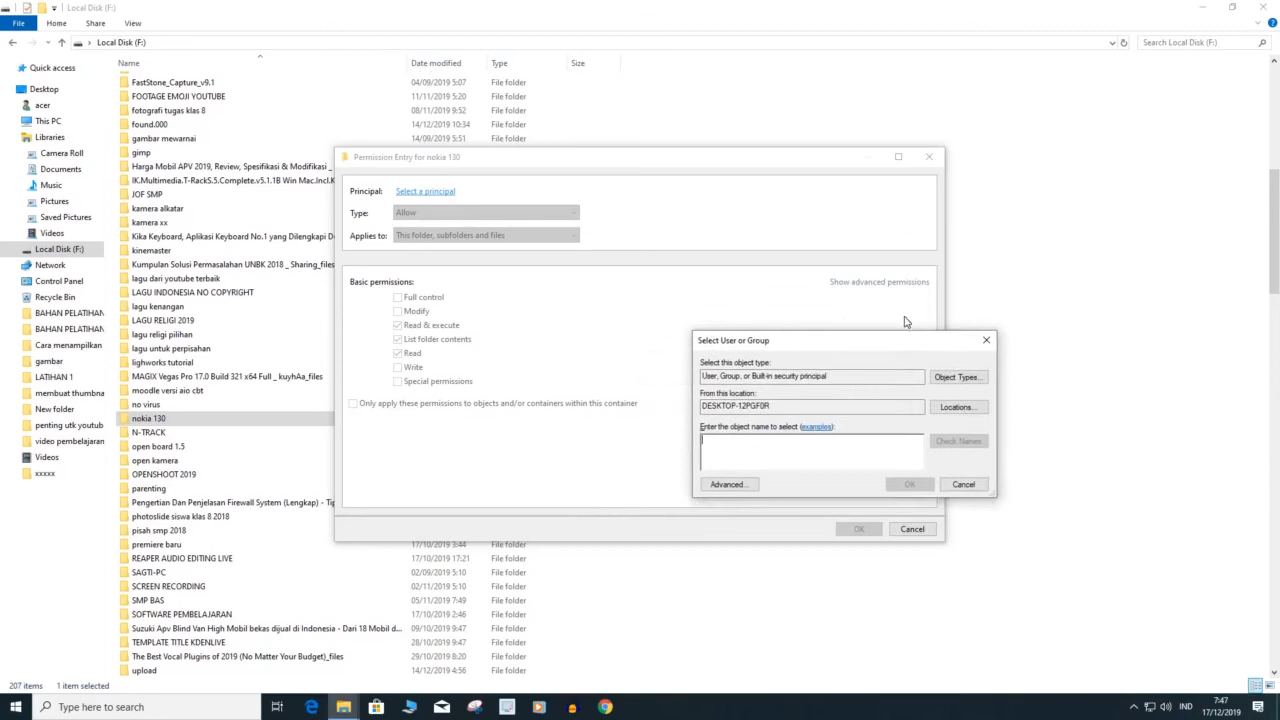 Local Disk (F:)
File
Home
Share
View
Local Disk (F:)
Search Local Disk (F:)
Quick access
Desktop
acer
This PC
Libraries
Camera Roll
Documents
Music
Pictures
Saved Pictures
Videos
Local Disk (F:)
Network
Control Panel
Recycle Bin
BAHAN PELATIHAN
BAHAN PELATIHAN
Cara menampilkan
gambar
LATIHAN 1
membuat thumbna
New folder
penting utk youtub
video pembelajaran
Videos
xxxxx
Name Date modified Type Size
FastStone_Capture_v9.1 04/09/2019 5:07 File folder
FOOTAGE EMOJI YOUTUBE 11/11/2019 5:20 File folder
fotografi tugas klas 8 08/11/2019 9:52 File folder
found.000 14/12/2019 10:34 File folder
gambar mewarnai 14/09/2019 5:51 File folder
gimp
Harga Mobil APV 2019, Review, Spesifikasi & Modifikasi _
IK.Multimedia.T-RackS.5.Complete.v5.1.1B Win Mac.Incl.K
JOF SMP
kamera alkatar
kamera xx
Kika Keyboard, Aplikasi Keyboard No.1 yang Dilengkapi D
kinemaster
Kumpulan Solusi Permasalahan UNBK 2018 _ Sharing_files
lagu dari youtube terbaik
LAGU INDONESIA NO COPYRIGHT
lagu kenangan
LAGU RELIGI 2019
lagu religi pilihan
lagu untuk perpisahan
lighworks tutorial
MAGIX Vegas Pro 17.0 Build 321 x64 Full _ kuyhAa_files
moodle versi aio cbt
no virus
nokia 130
N-TRACK
open board 1.5
open kamera
OPENSHOOT 2019
parenting
Pengertian Dan Penjelasan Firewall System (Lengkap) - Tip
photoslide siswa klas 8 2018
pisah smp 2018
premiere baru 17/10/2019 3:44 File folder
REAPER AUDIO EDITING LIVE 17/10/2019 17:21 File folder
SAGTI-PC 02/09/2019 5:10 File folder
SCREEN RECORDING 02/11/2019 5:10 File folder
SMP BAS 05/11/2019 7:49 File folder
SOFTWARE PEMBELAJARAN 17/10/2019 2:46 File folder
Suzuki Apv Blind Van High Mobil bekas dijual di Indonesia - Dari 18 Mobil d... 09/10/2019 9:47 File folder
TEMPLATE TITLE KDENLIVE 28/10/2019 9:47 File folder
The Best Vocal Plugins of 2019 (No Matter Your Budget)_files 29/10/2019 8:20 File folder
upload 14/12/2019 4:56 File folder
Permission Entry for nokia 130
Principal: Select a principal
Type: Allow
Applies to: This folder, subfolders and files
Basic permissions: Show advanced permissions
Full control
Modify
Read & execute
List folder contents
Read
Write
Special permissions
Only apply these permissions to objects and/or containers within this container
OK Cancel
Select User or Group
Select this object type:
User, Group, or Built-in security principal Object Types...
From this location:
DESKTOP-12PGF0R Locations...
Enter the object name to select (examples):
Check Names
Advanced... OK Cancel
207 items 1 item selected
Type here to search
IND
7:47
17/12/2019